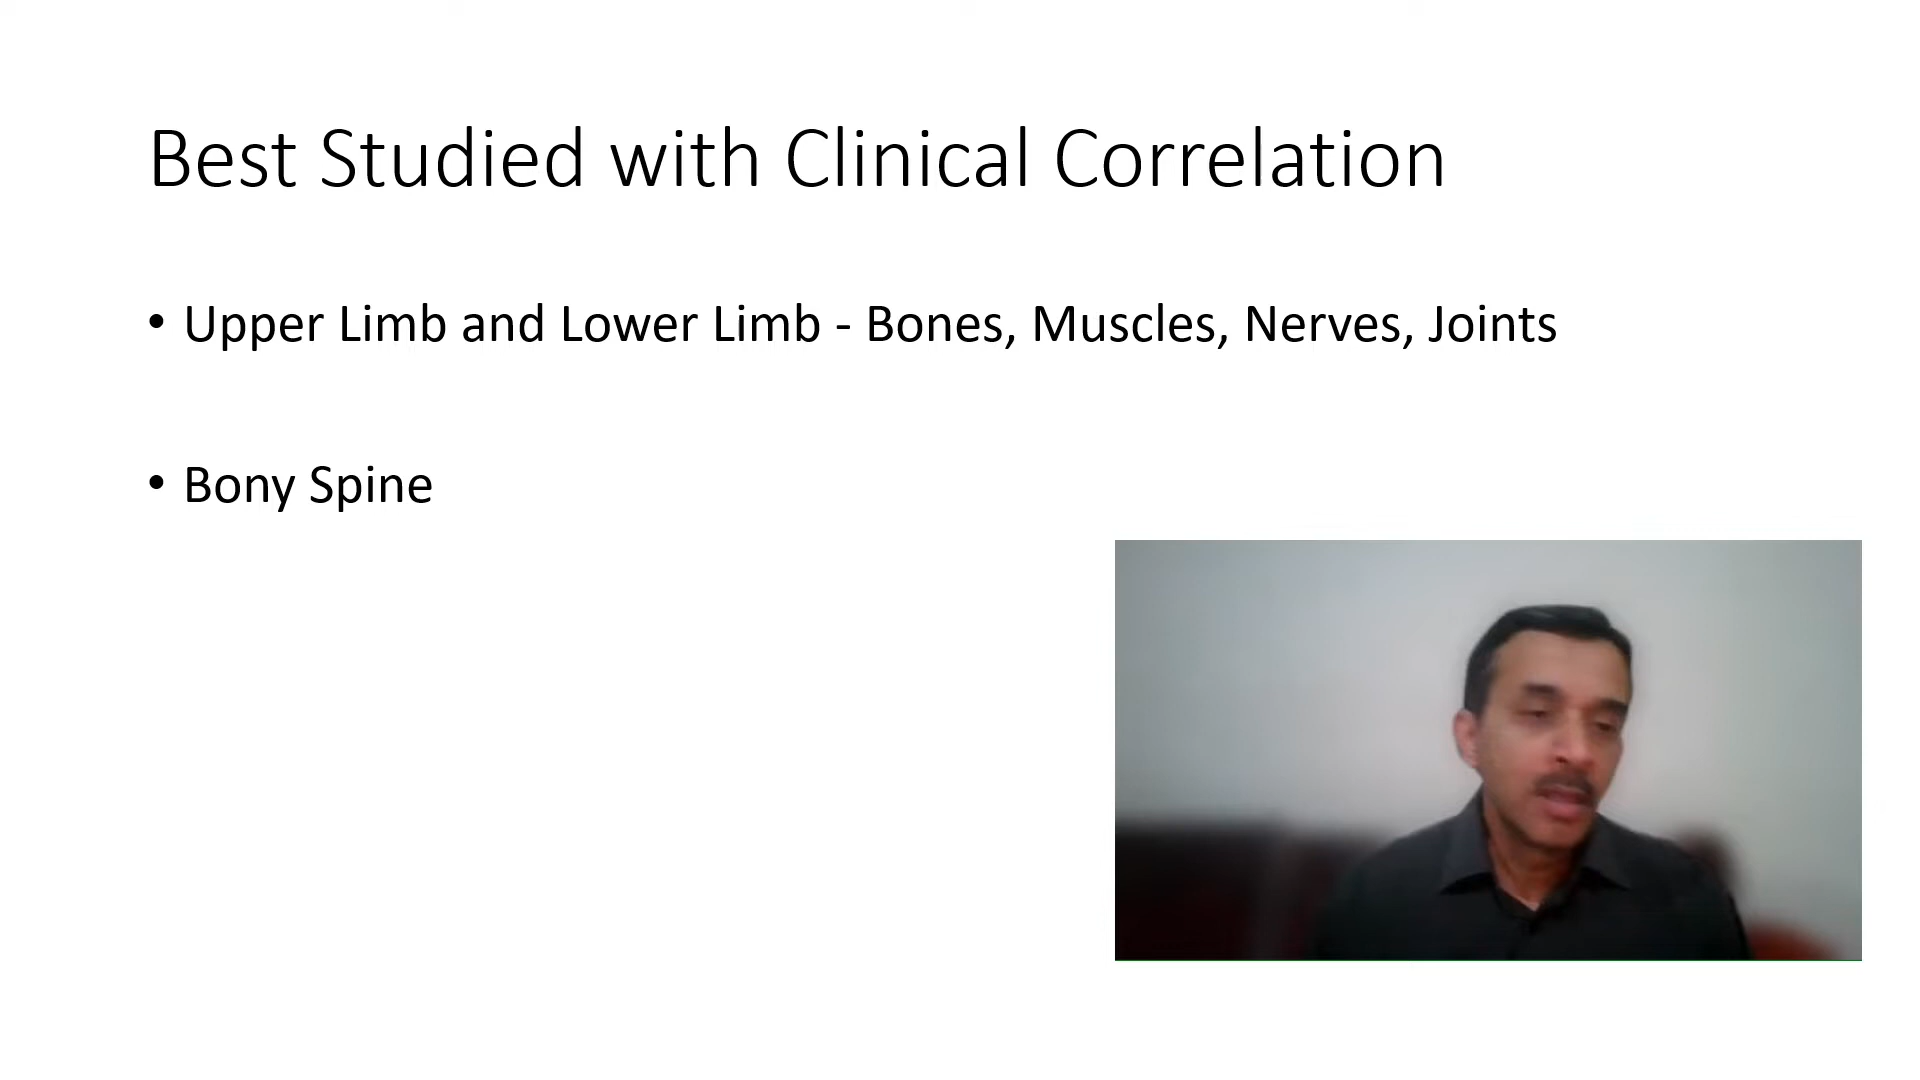 Best Studied with Clinical Correlation
• Upper Limb and Lower Limb - Bones, Muscles, Nerves, Joints
• Bony Spine